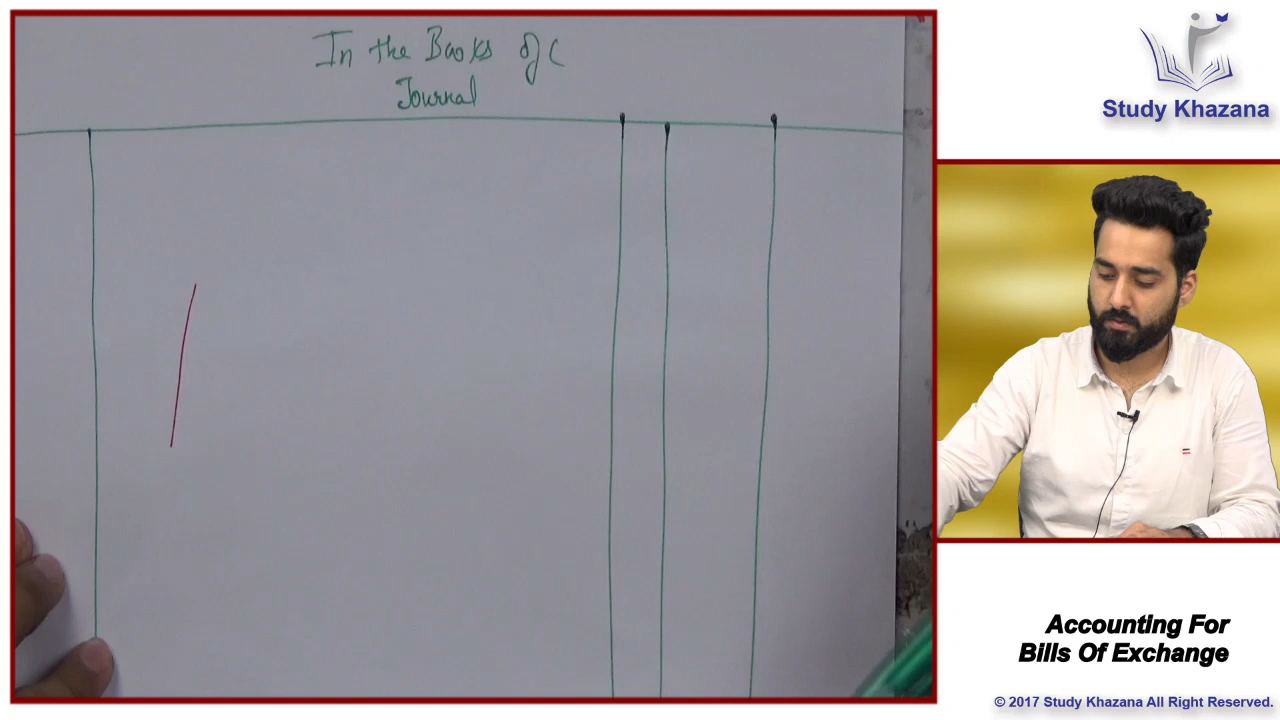 In the Books of C
Journal
Study Khazana
Accounting For
Bills Of Exchange
© 2017 Study Khazana All Right Reserved.